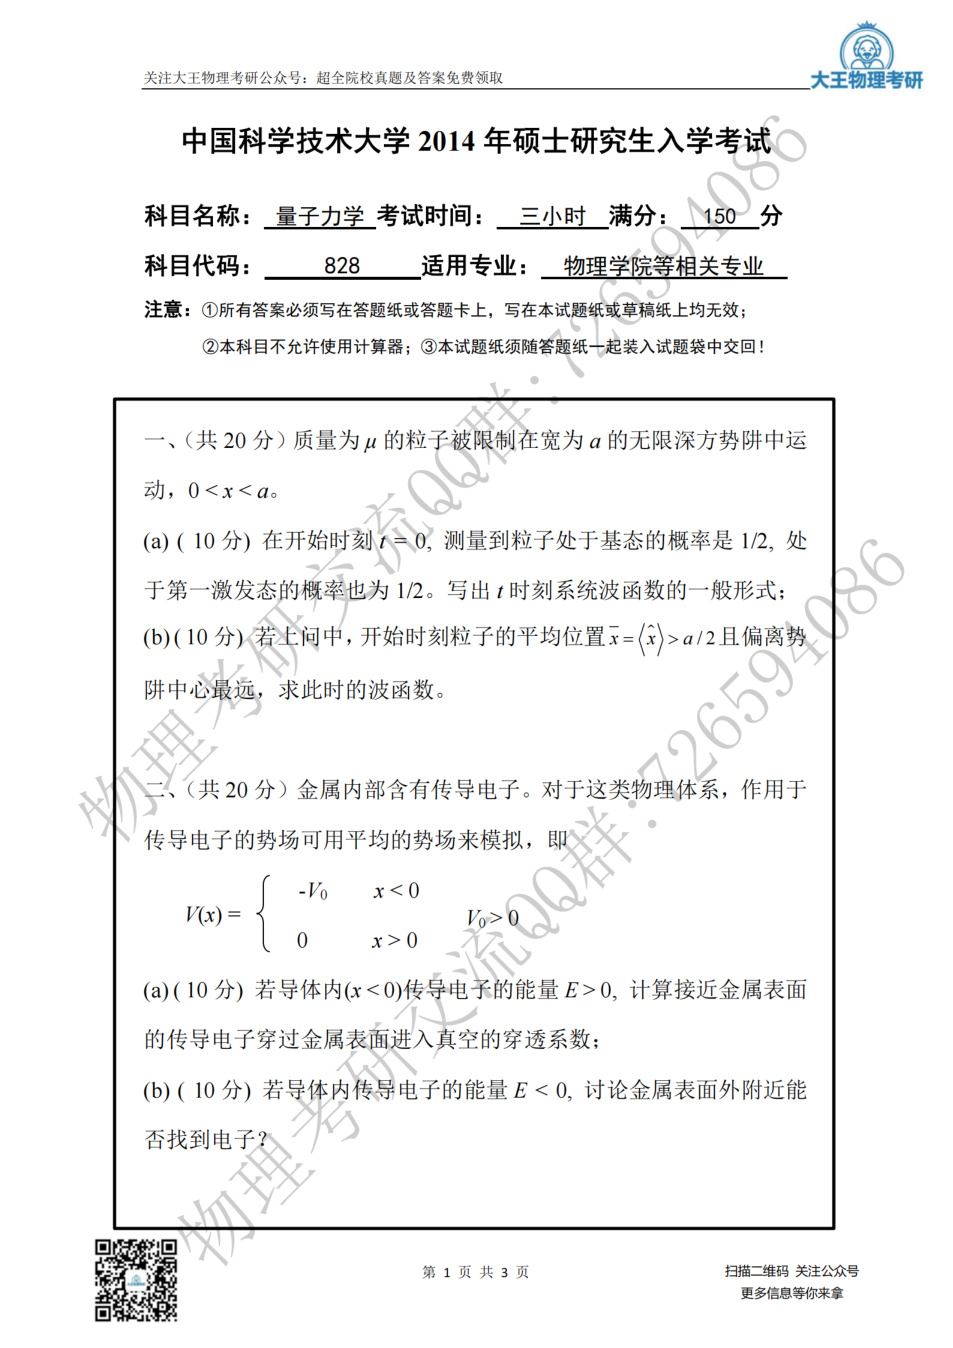 关注大王物理考研公众号：超全院校真题及答案免费领取
大王物理考研
中国科学技术大学 2014 年硕士研究生入学考试
科目名称： 量子力学 考试时间： 三小时 满分： 150 分
科目代码： 828 适用专业： 物理学院等相关专业
注意：①所有答案必须写在答题纸或答题卡上，写在本试题纸或草稿纸上均无效；
②本科目不允许使用计算器；③本试题纸须随答题纸一起装入试题袋中交回！
一、（共 20 分）质量为 μ 的粒子被限制在宽为 a 的无限深方势阱中运
动，0 < x < a。
(a) ( 10 分) 在开始时刻 t = 0, 测量到粒子处于基态的概率是 1/2, 处
于第一激发态的概率也为 1/2。写出 t 时刻系统波函数的一般形式；
(b) ( 10 分) 若上问中，开始时刻粒子的平均位置 x̄ = ⟨x̂⟩ > a / 2 且偏离势
阱中心最远，求此时的波函数。
二、（共 20 分）金属内部含有传导电子。对于这类物理体系，作用于
传导电子的势场可用平均的势场来模拟，即
V(x) = { -V₀ x < 0
0 x > 0
V₀ > 0
(a) ( 10 分) 若导体内(x < 0)传导电子的能量 E > 0, 计算接近金属表面
的传导电子穿过金属表面进入真空的穿透系数；
(b) ( 10 分) 若导体内传导电子的能量 E < 0, 讨论金属表面外附近能
否找到电子？
物理考研交流QQ群：726594086
物理考研交流QQ群：726594086
大王物理考研
第 1 页 共 3 页
扫描二维码 关注公众号
更多信息等你来拿